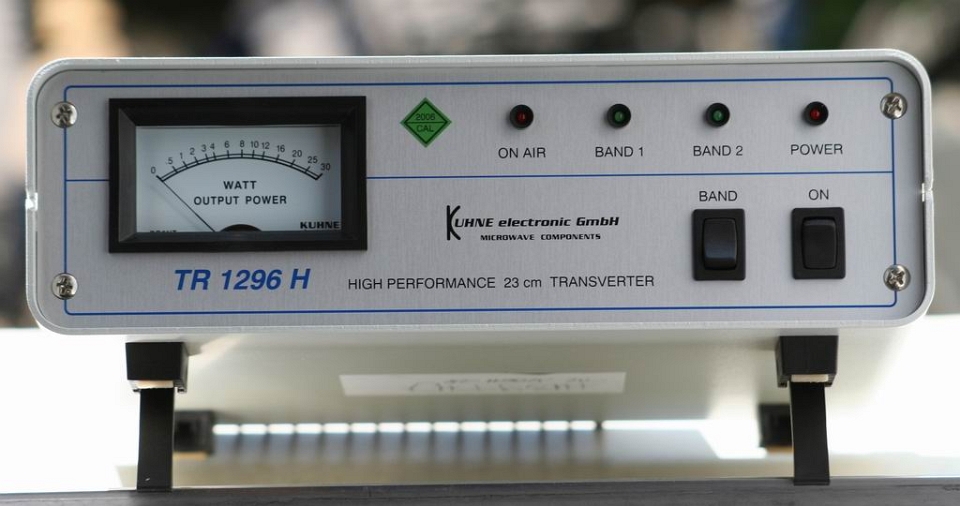 0 .5 1 2 3 4 6 8 10 12 16 20 25 30
WATT
OUTPUT POWER
KUHNE
2006
CAL
ON AIR
BAND 1
BAND 2
POWER
KUHNE electronic GmbH
MICROWAVE COMPONENTS
BAND
ON
TR 1296 H
HIGH PERFORMANCE 23 cm TRANSVERTER